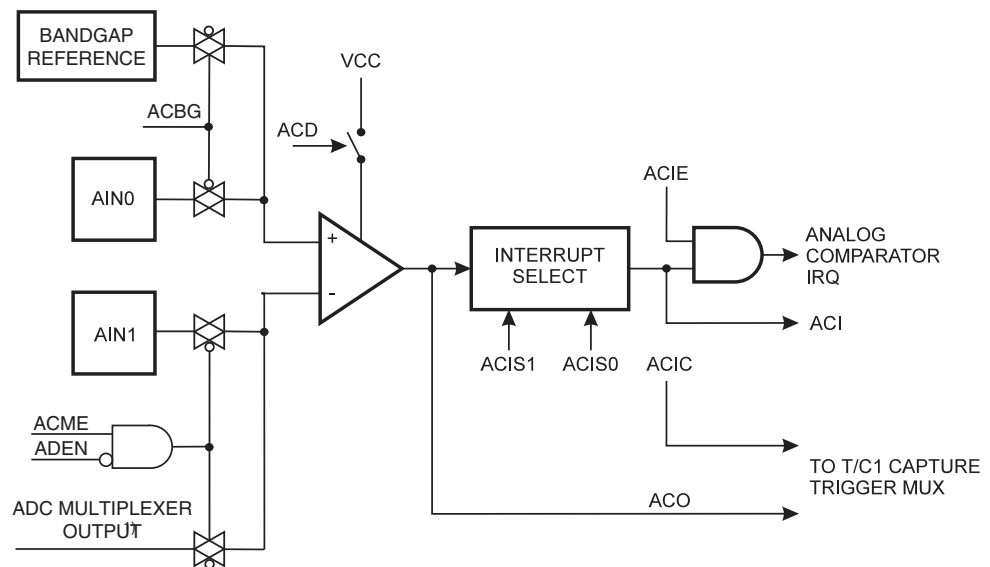 BANDGAP
REFERENCE
ACBG
AIN0
AIN1
ACME
ADEN
ADC MULTIPLEXER
OUTPUT
1)
VCC
ACD
+
-
INTERRUPT
SELECT
ACIS1
ACIS0
ACIE
ANALOG
COMPARATOR
IRQ
ACI
ACIC
TO T/C1 CAPTURE
TRIGGER MUX
ACO